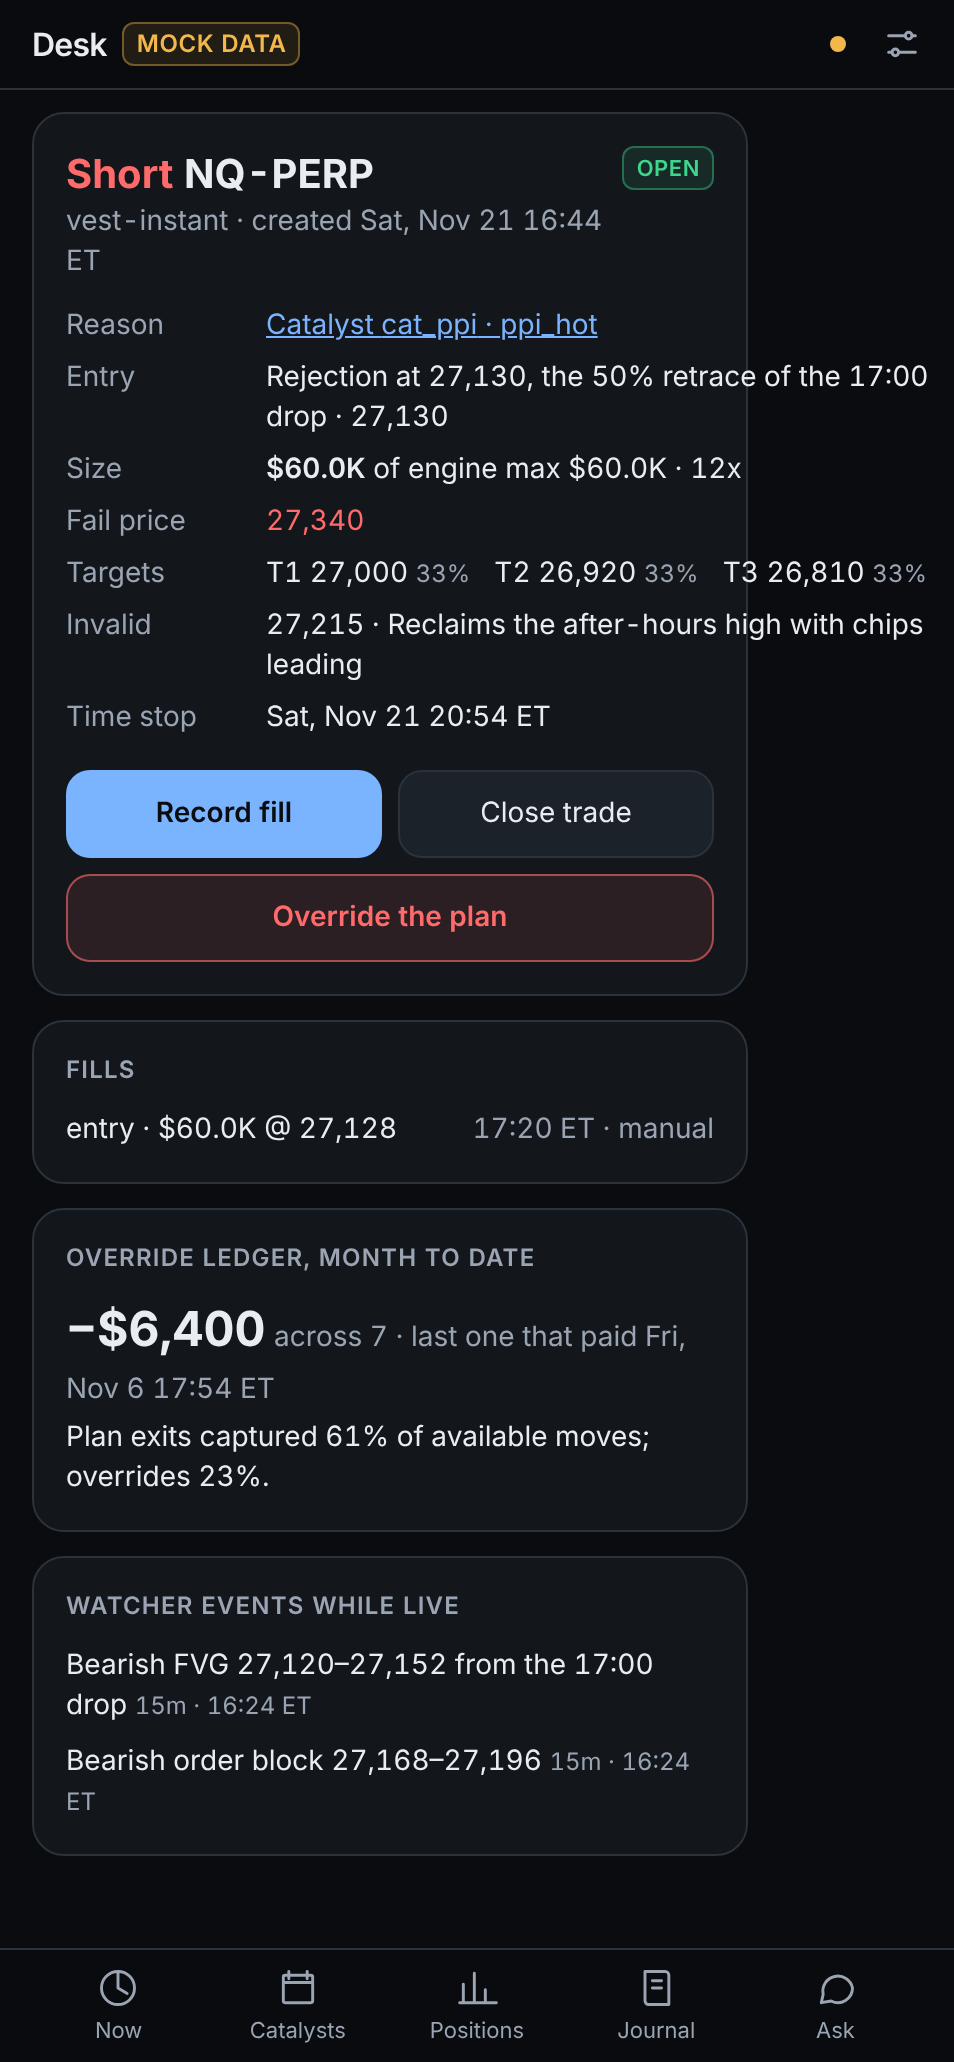 Desk MOCK DATA
Short NQ-PERP OPEN
vest-instant · created Sat, Nov 21 16:44
ET
Reason Catalyst cat_ppi · ppi_hot
Entry Rejection at 27,130, the 50% retrace of the 17:00
drop · 27,130
Size $60.0K of engine max $60.0K · 12x
Fail price 27,340
Targets T1 27,000 33% T2 26,920 33% T3 26,810 33%
Invalid 27,215 · Reclaims the after-hours high with chips
leading
Time stop Sat, Nov 21 20:54 ET
Record fill Close trade
Override the plan
FILLS
entry · $60.0K @ 27,128 17:20 ET · manual
OVERRIDE LEDGER, MONTH TO DATE
−$6,400 across 7 · last one that paid Fri,
Nov 6 17:54 ET
Plan exits captured 61% of available moves;
overrides 23%.
WATCHER EVENTS WHILE LIVE
Bearish FVG 27,120–27,152 from the 17:00
drop 15m · 16:24 ET
Bearish order block 27,168–27,196 15m · 16:24
ET
Now Catalysts Positions Journal Ask